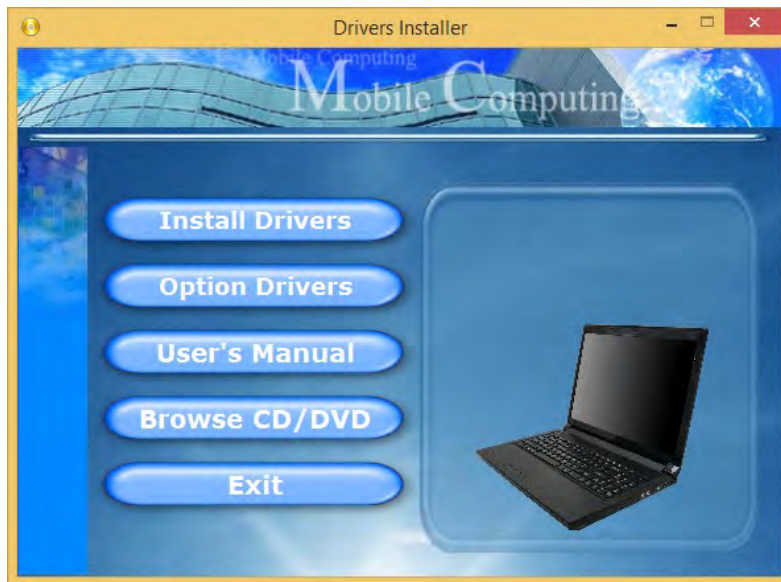 Drivers Installer
Mobile Computing
Mobile Computing
Install Drivers
Option Drivers
User's Manual
Browse CD/DVD
Exit